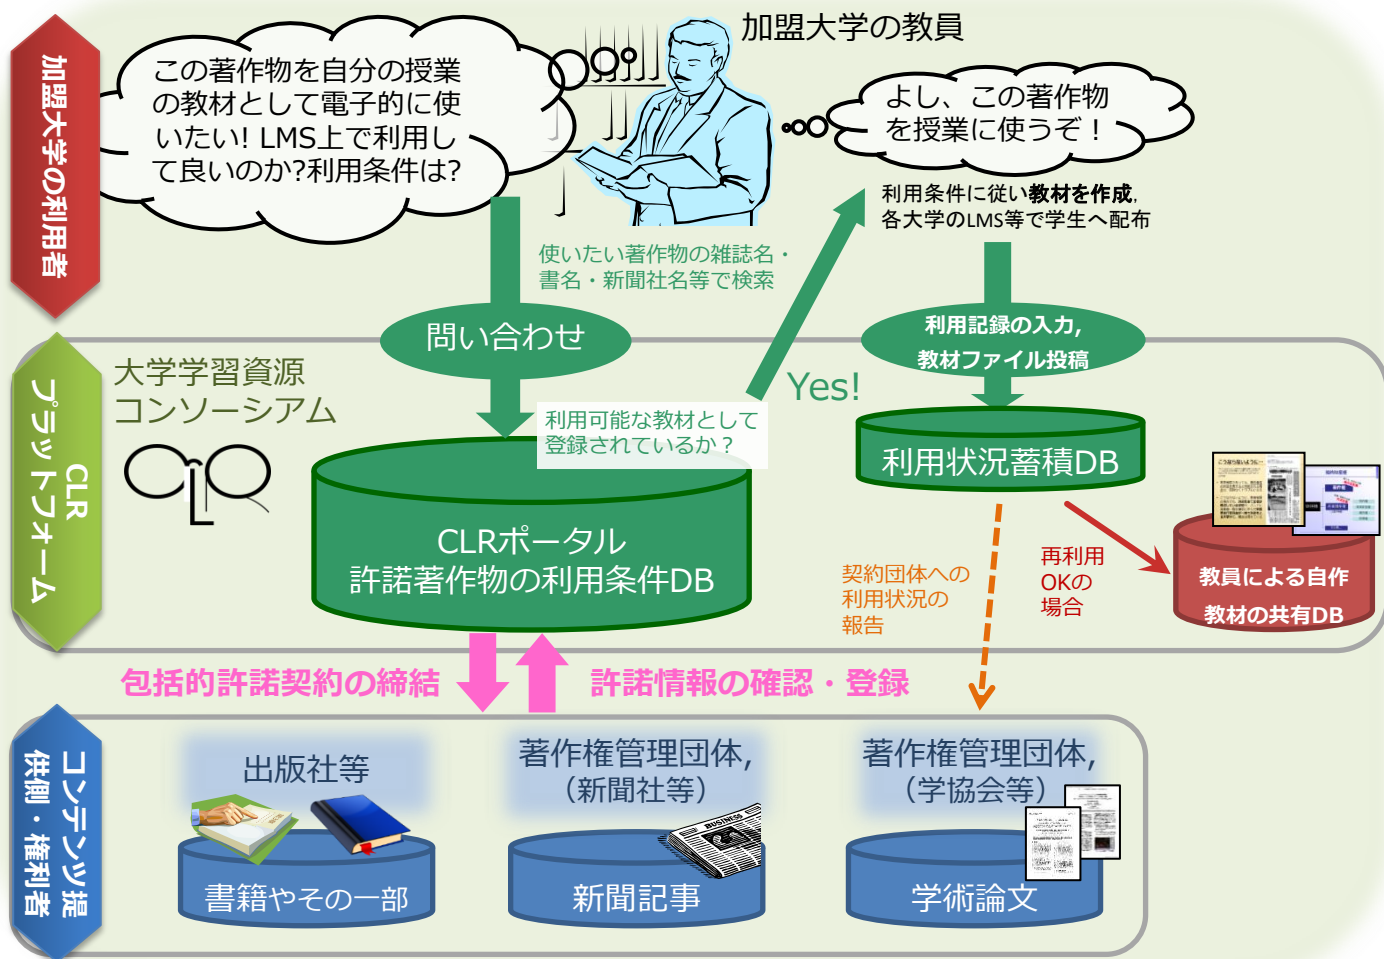 加盟大学の利用者
この著作物を自分の授業
の教材として電子的に使
いたい! LMS上で利用し
て良いのか?利用条件は?
加盟大学の教員
よし、この著作物
を授業に使うぞ！
利用条件に従い教材を作成,
各大学のLMS等で学生へ配布
使いたい著作物の雑誌名・
書名・新聞社名等で検索
問い合わせ
利用記録の入力,
教材ファイル投稿
CLR
プラットフォーム
大学学習資源
コンソーシアム
Yes!
利用可能な教材として
登録されているか？
CLRポータル
許諾著作物の利用条件DB
利用状況蓄積DB
契約団体への
利用状況の
報告
再利用
OKの
場合
教員による自作
教材の共有DB
包括的許諾契約の締結
許諾情報の確認・登録
コンテンツ提
供側・権利者
出版社等
書籍やその一部
著作権管理団体,
（新聞社等）
BUSINESS
新聞記事
著作権管理団体,
（学協会等）
学術論文